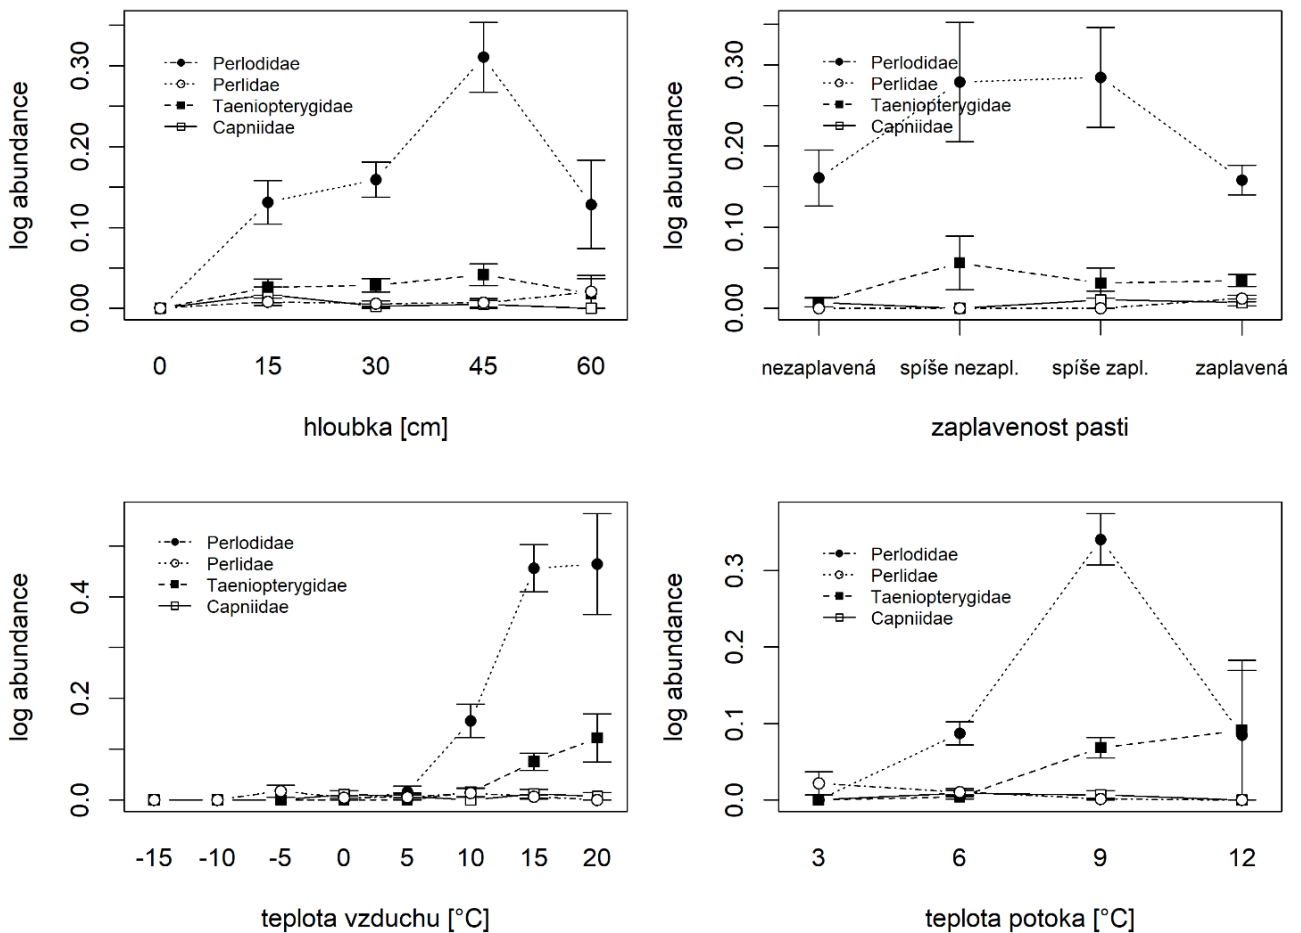 log abundance
0.00
0.10
0.20
0.30
Perlodidae
Perlidae
Taeniopterygidae
Capniidae
0 15 30 45 60
hloubka [cm]
log abundance
0.00
0.10
0.20
0.30
Perlodidae
Perlidae
Taeniopterygidae
Capniidae
nezaplavená spíše nezapl. spíše zapl. zaplavená
zaplavenost pasti
log abundance
0.0
0.2
0.4
Perlodidae
Perlidae
Taeniopterygidae
Capniidae
-15 -10 -5 0 5 10 15 20
teplota vzduchu [°C]
log abundance
0.0
0.1
0.2
0.3
Perlodidae
Perlidae
Taeniopterygidae
Capniidae
3 6 9 12
teplota potoka [°C]